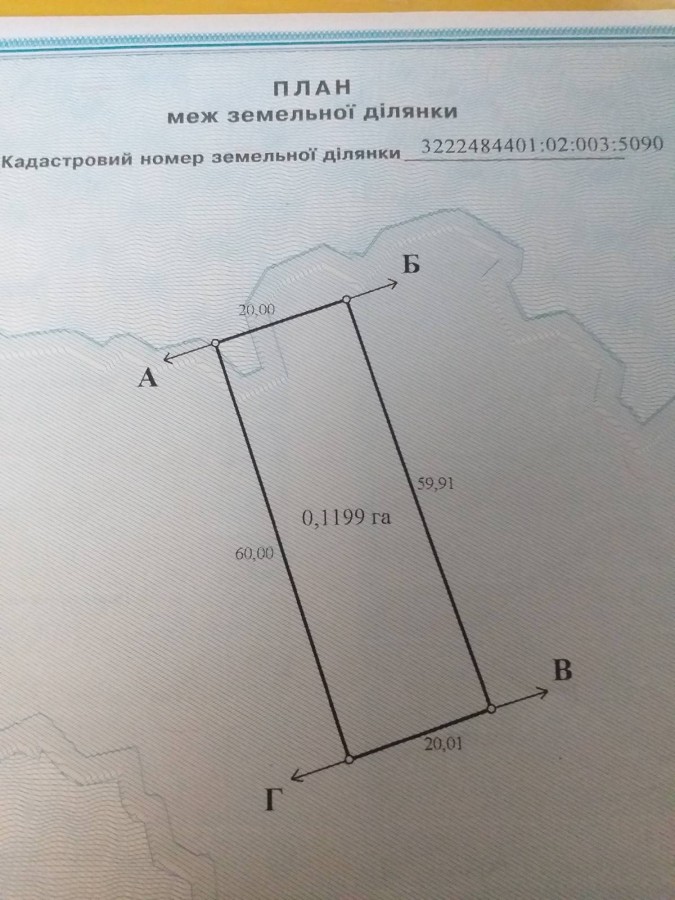 ПЛАН
меж земельної ділянки
Кадастровий номер земельної ділянки 3222484401:02:003:5090
Б
20,00
А
59,91
0,1199 га
60,00
В
20,01
Г